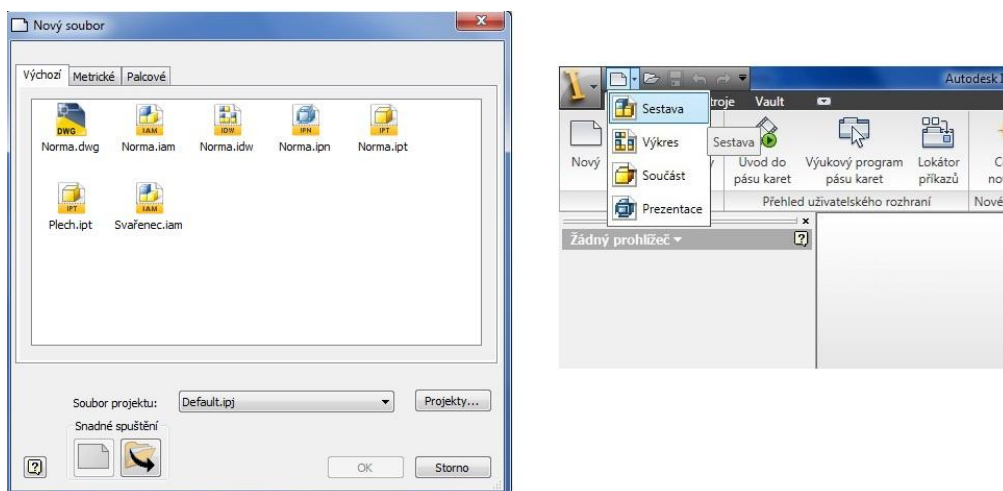 Nový soubor
Výchozí Metrické Palcové
DWG IAM IDW IPN IPT
Norma.dwg Norma.iam Norma.idw Norma.ipn Norma.ipt
IPT IAM
Plech.ipt Svařenec.iam
Soubor projektu: Default.ipj Projekty...
Snadné spuštění
OK Storno
Autodesk I
Sestava troje Vault
Výkres Sestava
Nový Součást Úvod do pásu karet Výukový program pásu karet Lokátor příkazů
Prezentace Přehled uživatelského rozhraní Nové
Žádný prohlížeč